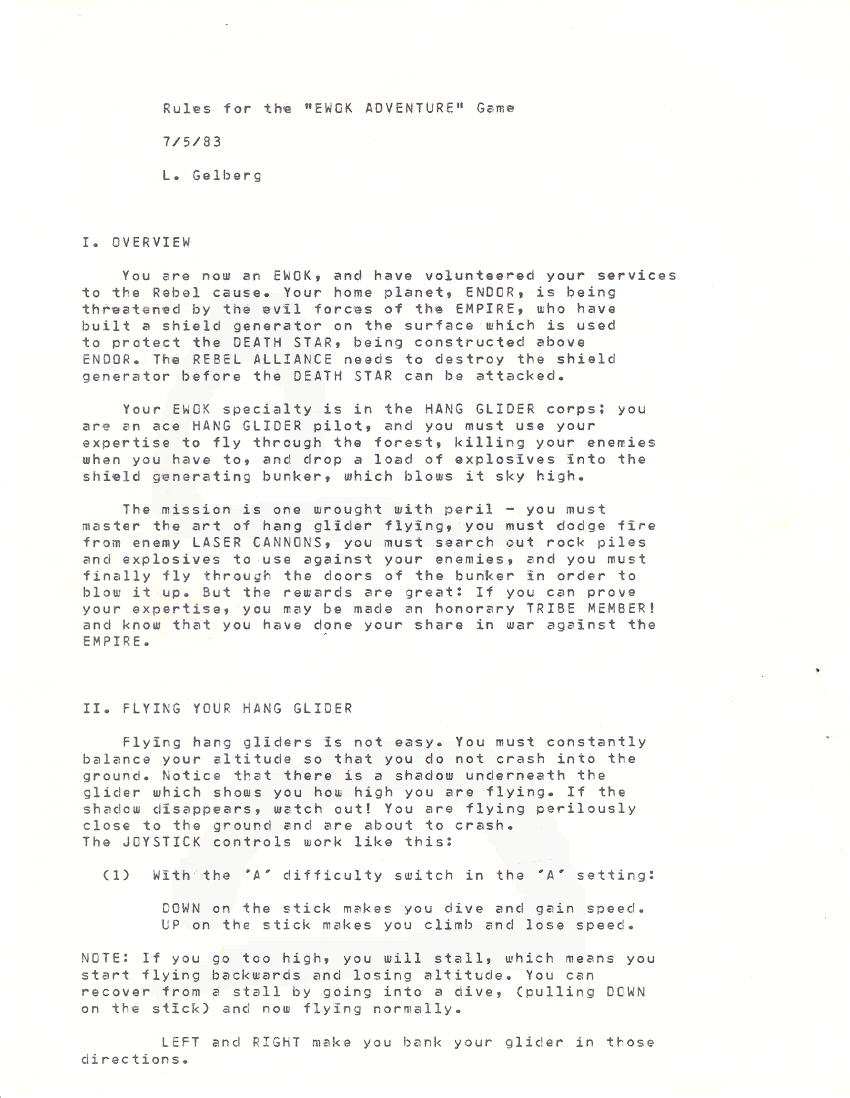 Rules for the "EWOK ADVENTURE" Game
7/5/83
L. Gelberg
I. OVERVIEW
You are now an EWOK, and have volunteered your services
to the Rebel cause. Your home planet, ENDOR, is being
threatened by the evil forces of the EMPIRE, who have
built a shield generator on the surface which is used
to protect the DEATH STAR, being constructed above
ENDOR. The REBEL ALLIANCE needs to destroy the shield
generator before the DEATH STAR can be attacked.
Your EWOK specialty is in the HANG GLIDER corps; you
are an ace HANG GLIDER pilot, and you must use your
expertise to fly through the forest, killing your enemies
when you have to, and drop a load of explosives into the
shield generating bunker, which blows it sky high.
The mission is one wrought with peril - you must
master the art of hang glider flying, you must dodge fire
from enemy LASER CANNONS, you must search out rock piles
and explosives to use against your enemies, and you must
finally fly through the doors of the bunker in order to
blow it up. But the rewards are great: If you can prove
your expertise, you may be made an honorary TRIBE MEMBER!
and know that you have done your share in war against the
EMPIRE.
II. FLYING YOUR HANG GLIDER
Flying hang gliders is not easy. You must constantly
balance your altitude so that you do not crash into the
ground. Notice that there is a shadow underneath the
glider which shows you how high you are flying. If the
shadow disappears, watch out! You are flying perilously
close to the ground and are about to crash.
The JOYSTICK controls work like this:
(1) With the "A" difficulty switch in the "A" setting:
DOWN on the stick makes you dive and gain speed.
UP on the stick makes you climb and lose speed.
NOTE: If you go too high, you will stall, which means you
start flying backwards and losing altitude. You can
recover from a stall by going into a dive, (pulling DOWN
on the stick) and now flying normally.
LEFT and RIGHT make you bank your glider in those
directions.